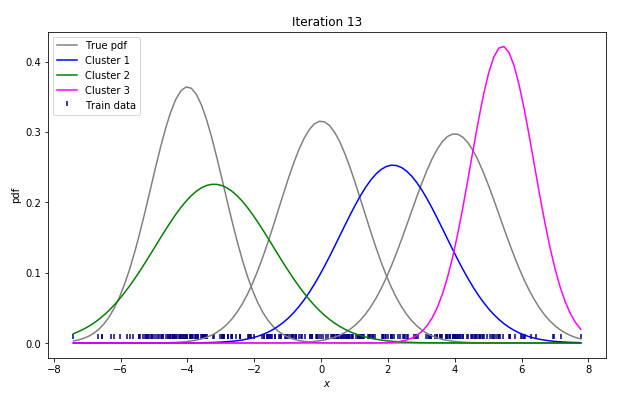 Iteration 13
True pdf
Cluster 1
Cluster 2
Cluster 3
Train data
pdf
0.4
0.3
0.2
0.1
0.0
−8 −6 −4 −2 0 2 4 6 8
x